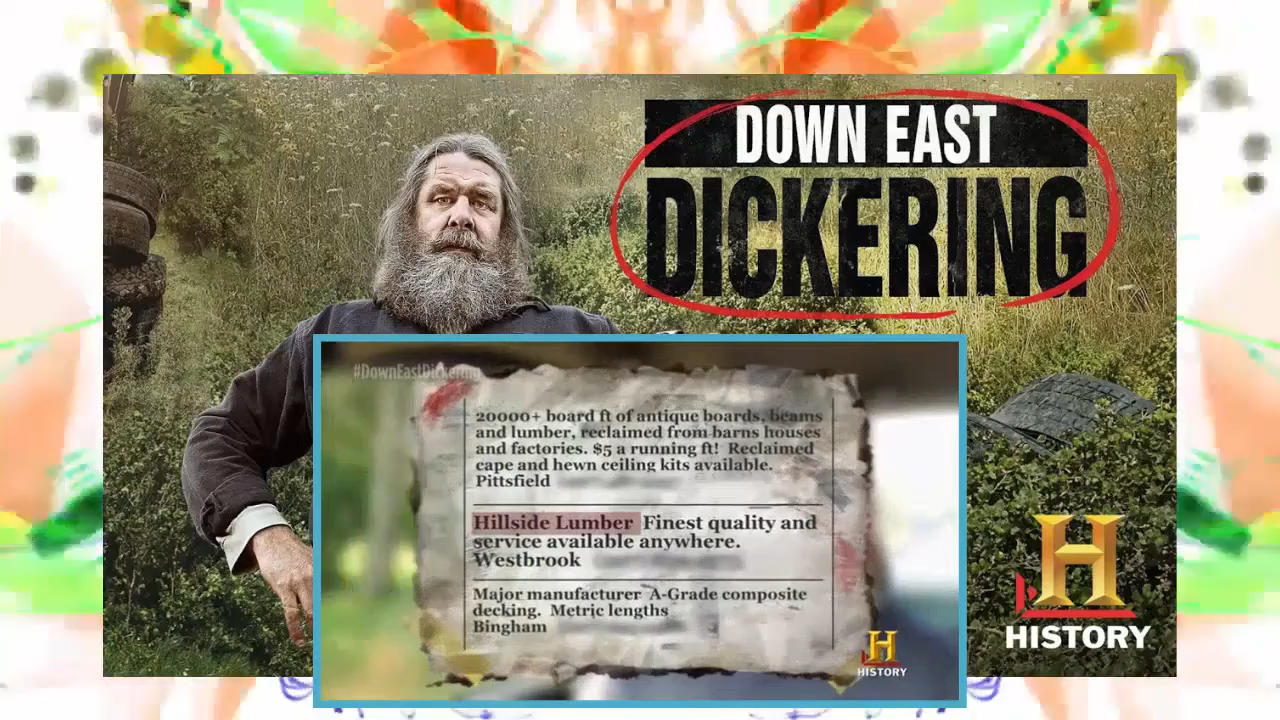 DOWN EAST
DICKERING
#DownEastDickering
20000+ board ft of antique boards, beams
and lumber, reclaimed from barns houses
and factories. $5 a running ft! Reclaimed
cape and hewn ceiling kits available.
Pittsfield
Hillside Lumber Finest quality and
service available anywhere.
Westbrook
Major manufacturer A-Grade composite
decking. Metric lengths
Bingham
H
HISTORY
H
HISTORY